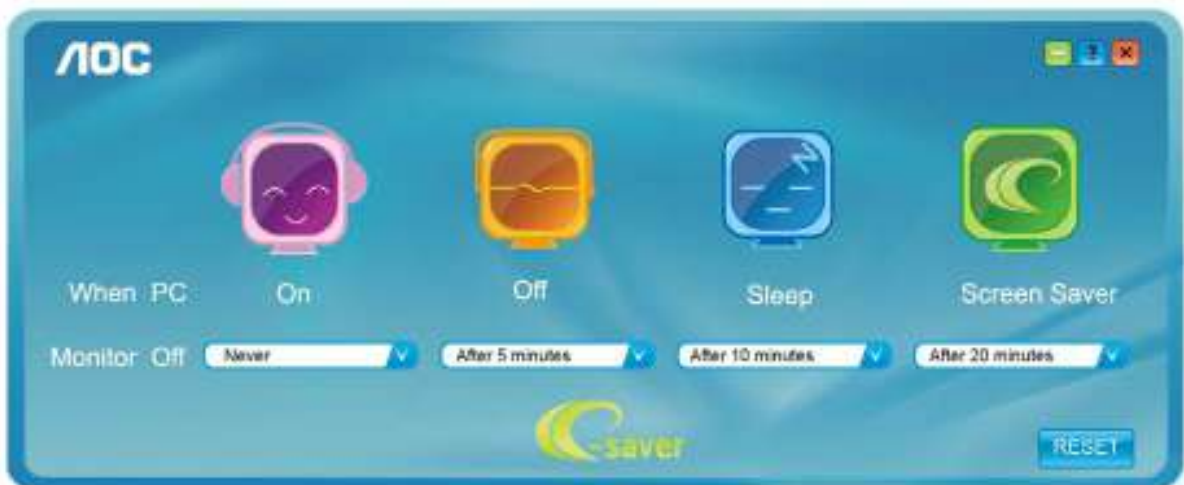 AOC
?
When PC On Off Sleep Screen Saver
Monitor Off Never After 5 minutes After 10 minutes After 20 minutes
e-saver
RESET